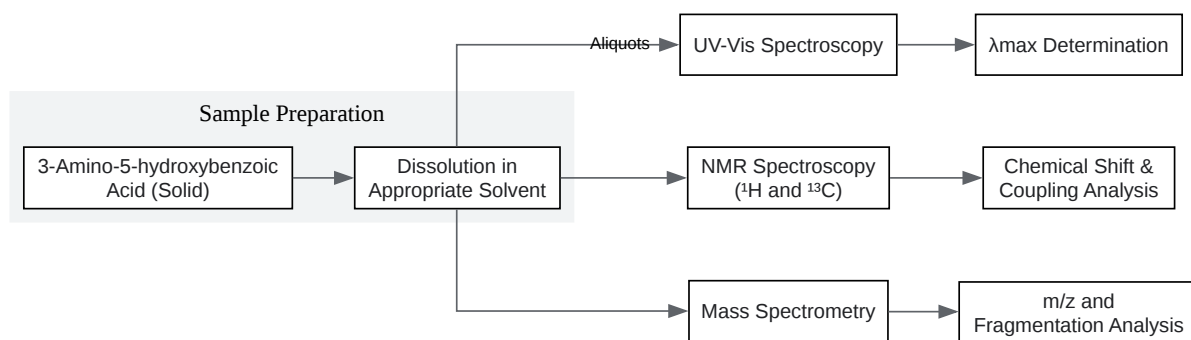 Aliquots
UV-Vis Spectroscopy
λmax Determination
Sample Preparation
3-Amino-5-hydroxybenzoic
Acid (Solid)
Dissolution in
Appropriate Solvent
NMR Spectroscopy
(¹H and ¹³C)
Chemical Shift &
Coupling Analysis
Mass Spectrometry
m/z and
Fragmentation Analysis